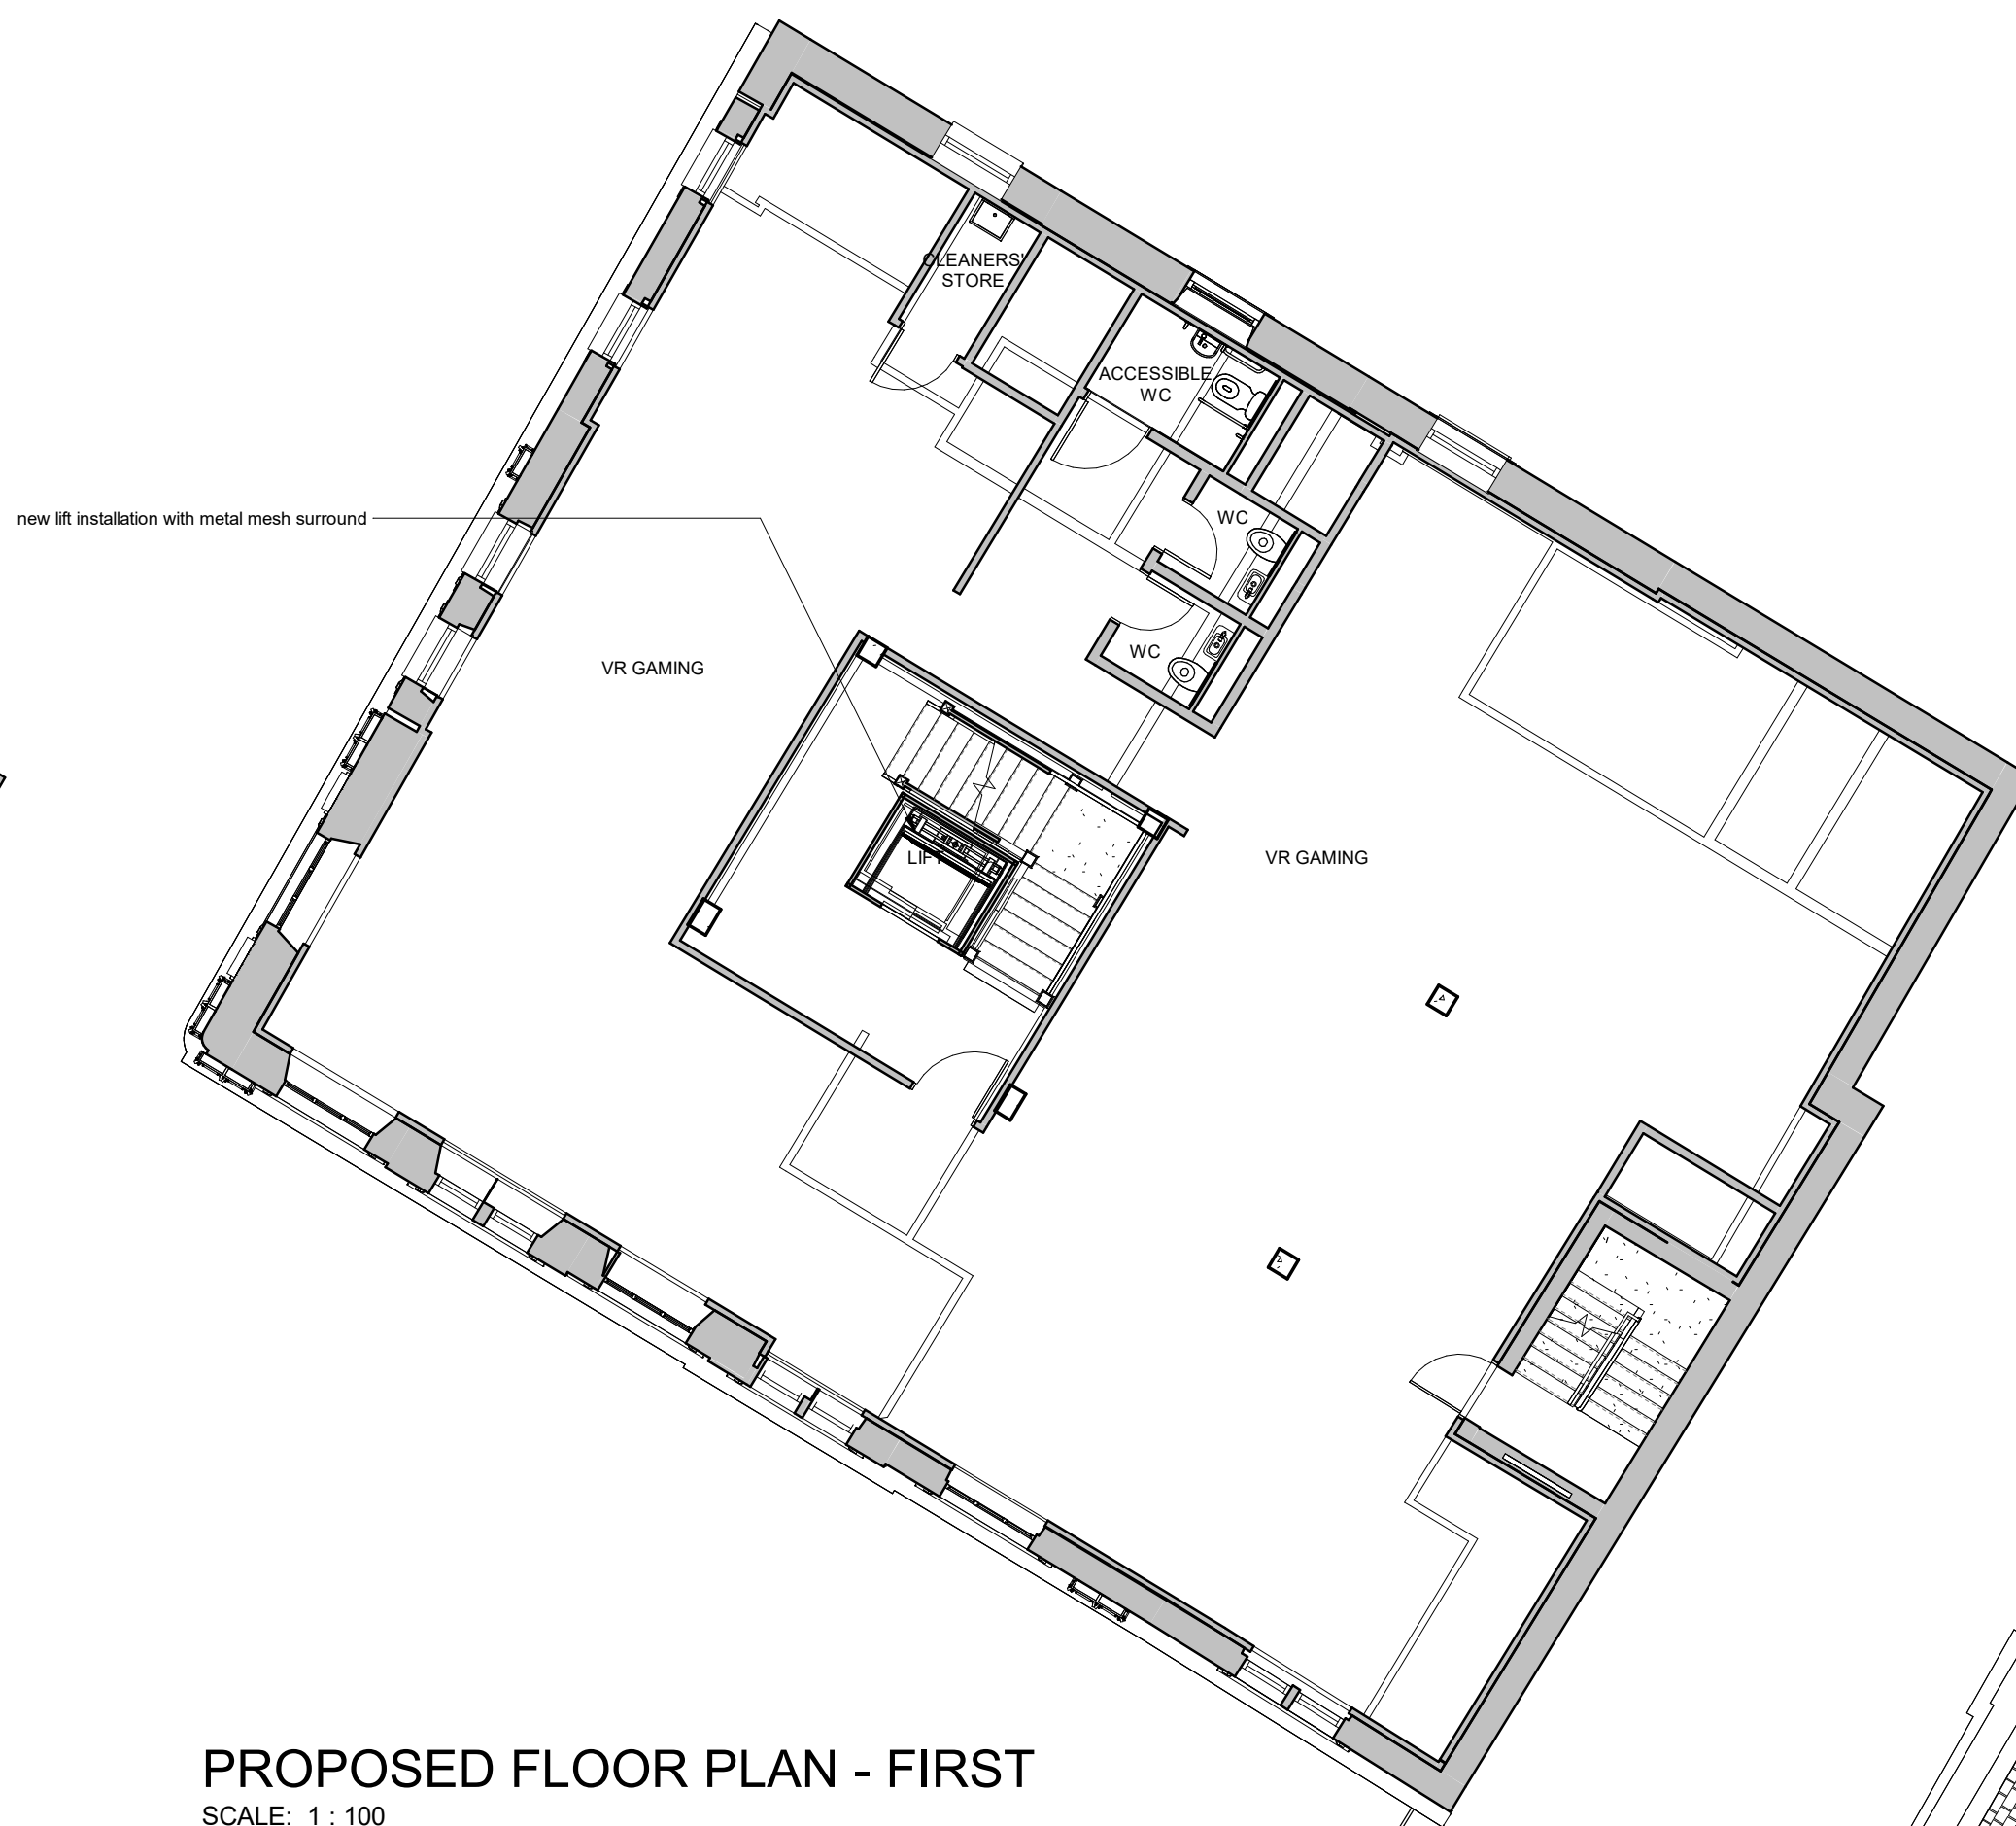 CLEANERS'
STORE
ACCESSIBLE
WC
new lift installation with metal mesh surround
WC
WC
VR GAMING
LIFT
VR GAMING
PROPOSED FLOOR PLAN - FIRST
SCALE: 1 : 100